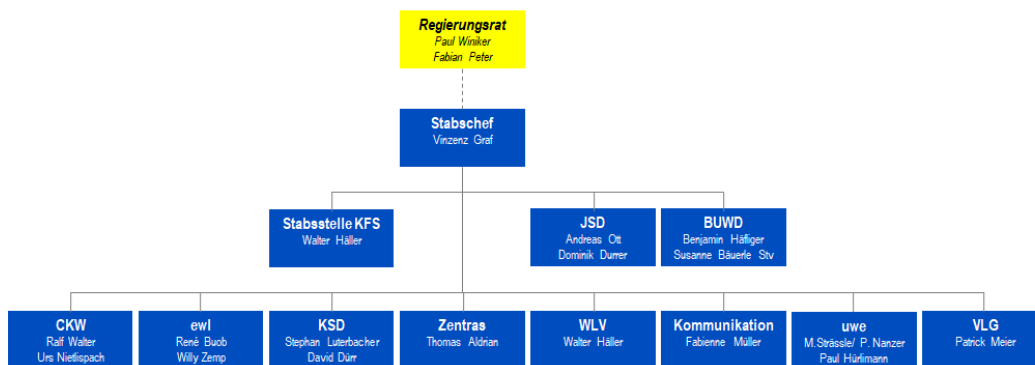 Regierungsrat
Paul Winiker
Fabian Peter
Stabschef
Vinzenz Graf
Stabsstelle KFS
Walter Häller
JSD
Andreas Ott
Dominik Durrer
BUWD
Benjamin Häfliger
Susanne Bäuerle Stv
CKW
Ralf Walter
Urs Nietlispach
ewl
René Buob
Willy Zemp
KSD
Stephan Luterbacher
David Dürr
Zentras
Thomas Aldrian
WLV
Walter Häller
Kommunikation
Fabienne Müller
uwe
M.Strässle/ P. Nanzer
Paul Hürlimann
VLG
Patrick Meier